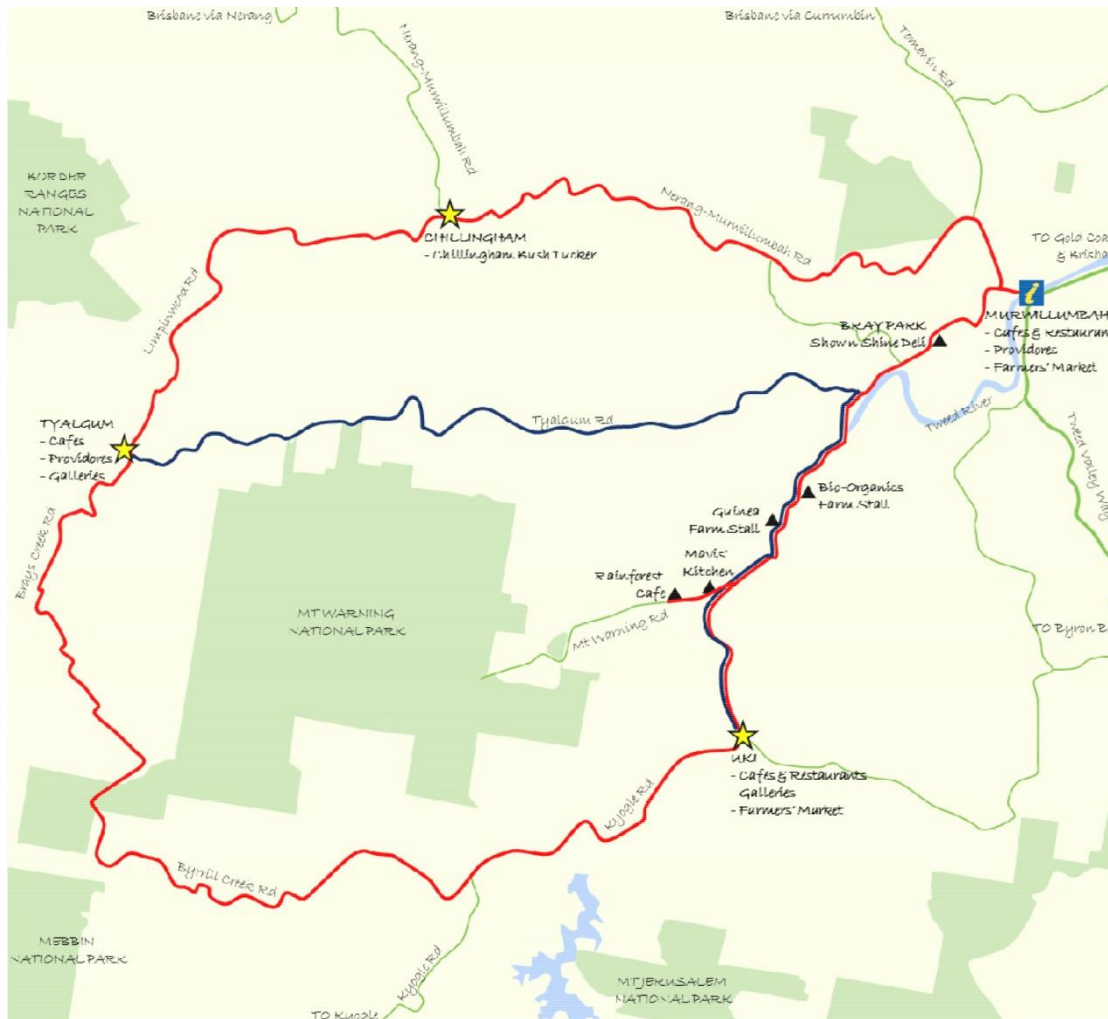 Brisbane via Nerang
Brisbane via Currumbin
Nerang-Murwillumbah Rd
Tomewin Rd
BORDER
RANGES
NATIONAL
PARK
CHILLINGHAM
- Chillingham Bush Tucker
Nerang-Murwillumbah Rd
TO Gold Coa
& Brisba
i
MURWILLUMBAH
- Cafes & Restauran
- Providores
- Farmers' Market
BRAY PARK
Shown Shine Deli
Limpinwood Rd
Tweed River
Tweed Valley Way
TYALGUM
- Cafes
- Providores
- Galleries
Tyalgum Rd
Bio-Organics
Farm Stall
Guinea
Farm Stall
Mavis'
Kitchen
Rainforest
Cafe
Brays Creek Rd
MT WARNING
NATIONAL PARK
Mt Warning Rd
TO Byron B
UKI
- Cafes & Restaurants
Galleries
- Farmers' Market
Kyogle Rd
Byrrill Creek Rd
MEBBIN
NATIONAL PARK
Kyogle Rd
MT JERUSALEM
NATIONAL PARK
TO Kyogle